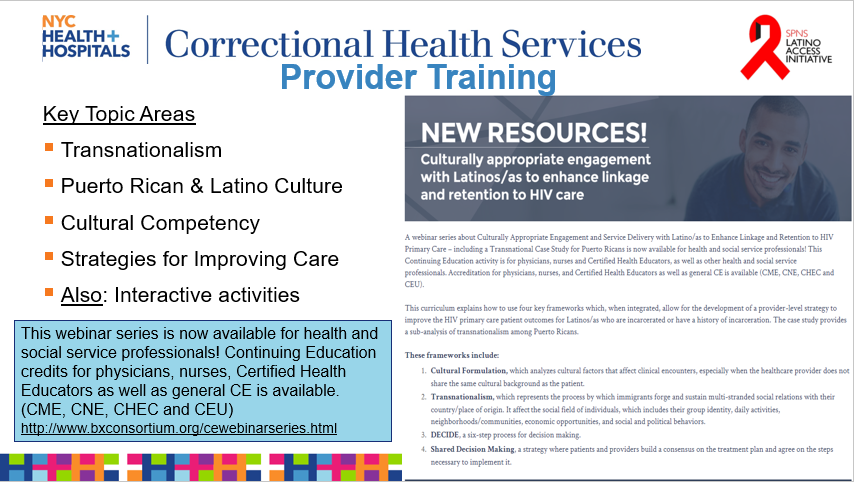 NYC
HEALTH+
HOSPITALS
Correctional Health Services
Provider Training
SPNS
LATINO
ACCESS
INITIATIVE
Key Topic Areas
Transnationalism
Puerto Rican & Latino Culture
Cultural Competency
Strategies for Improving Care
Also: Interactive activities
This webinar series is now available for health and
social service professionals! Continuing Education
credits for physicians, nurses, Certified Health
Educators as well as general CE is available.
(CME, CNE, CHEC and CEU)
http://www.bxconsortium.org/cewebinarseries.html
NEW RESOURCES!
Culturally appropriate engagement
with Latinos/as to enhance linkage
and retention to HIV care
A webinar series about Culturally Appropriate Engagement and Service Delivery with Latino/as to Enhance Linkage and Retention to HIV
Primary Care – including a Transnational Case Study for Puerto Ricans is now available for health and social service professionals! This
Continuing Education activity is for physicians, nurses and Certified Health Educators, as well as other health and social service
professionals. Accreditation for physicians, nurses, and Certified Health Educators as well as general CE is available (CME, CNE, CHEC and
CEU).
This curriculum explains how to use four key frameworks which, when integrated, allow for the development of a provider-level strategy to
improve the HIV primary care patient outcomes for Latinos/as who are incarcerated or have a history of incarceration. The case study provides
a sub-analysis of transnationalism among Puerto Ricans.
These frameworks include:
1. Cultural Formulation, which analyzes cultural factors that affect clinical encounters, especially when the healthcare provider does not
share the same cultural background as the patient.
2. Transnationalism, which represents the process by which immigrants forge and sustain multi-stranded social relations with their
country/place of origin. It affect the social field of individuals, which includes their group identity, daily activities,
neighborhoods/communities, economic opportunities, and social and political behaviors.
3. DECIDE, a six-step process for decision making.
4. Shared Decision Making, a strategy where patients and providers build a consensus on the treatment plan and agree on the steps
necessary to implement it.